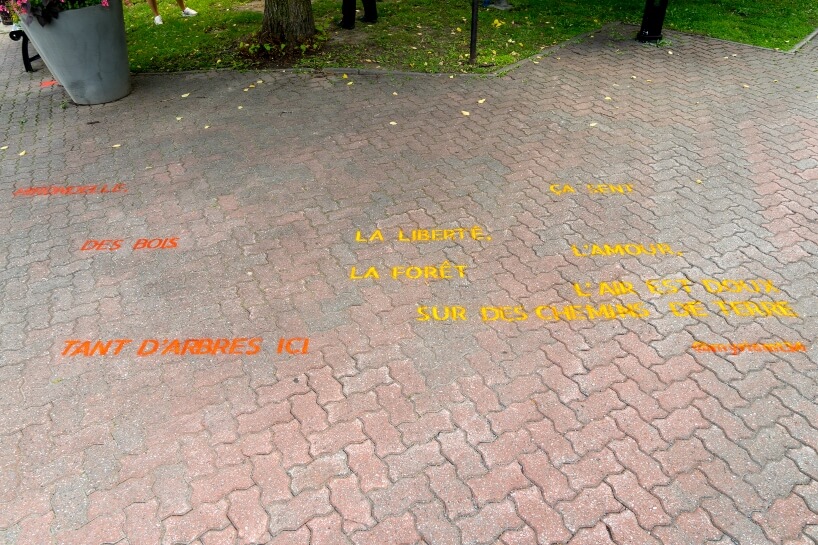 HIRONDELLE,
DES BOIS
TANT D'ARBRES ICI
ÇA SENT
LA LIBERTÉ,
L'AMOUR,
LA FORÊT
L'AIR EST DOUX
SUR DES CHEMINS DE TERRE